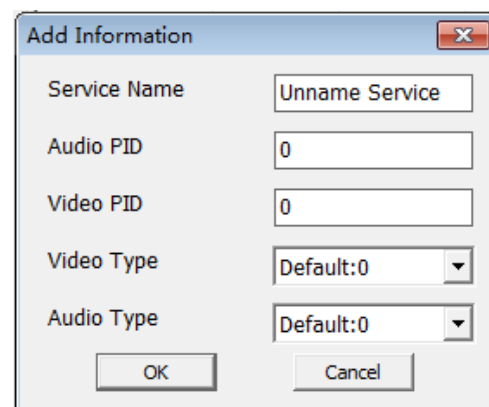 Add Information
Service Name Unname Service
Audio PID 0
Video PID 0
Video Type Default:0
Audio Type Default:0
OK Cancel